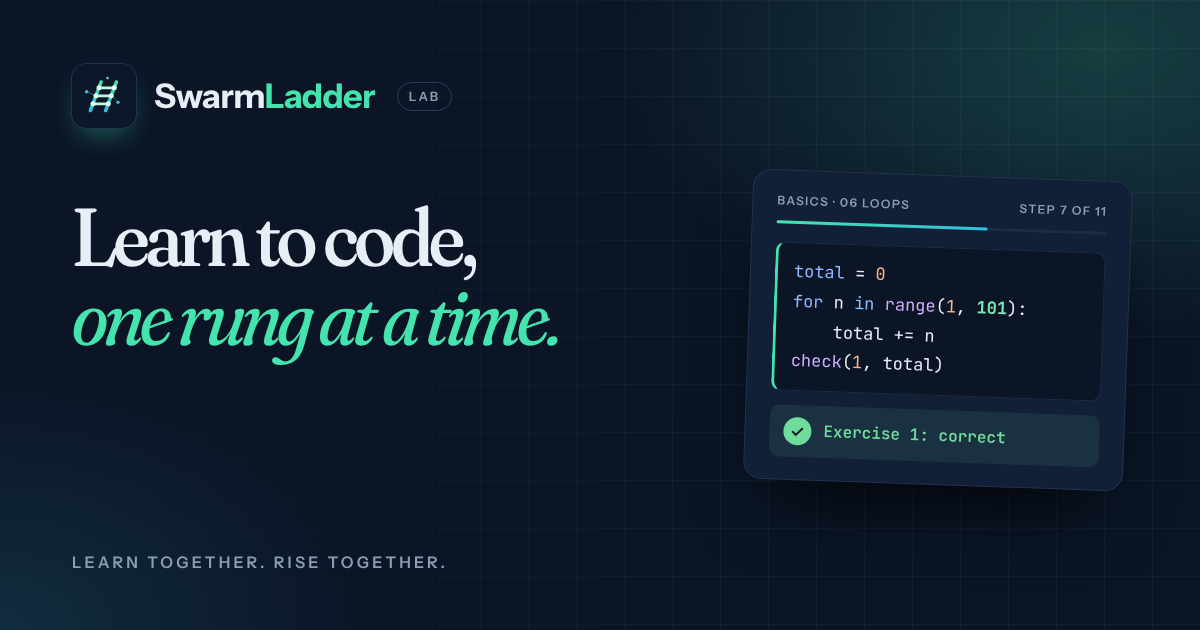 SwarmLadder LAB
Learn to code,
one rung at a time.
BASICS · 06 LOOPS
STEP 7 OF 11
total = 0
for n in range(1, 101):
    total += n
check(1, total)
Exercise 1: correct
LEARN TOGETHER. RISE TOGETHER.